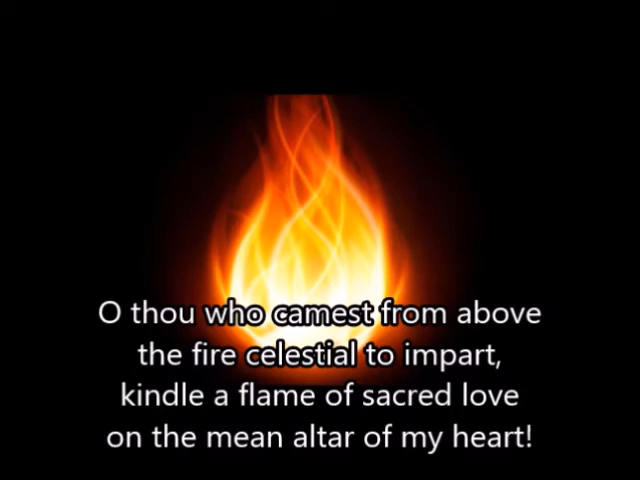 O thou who camest from above
the fire celestial to impart,
kindle a flame of sacred love
on the mean altar of my heart!